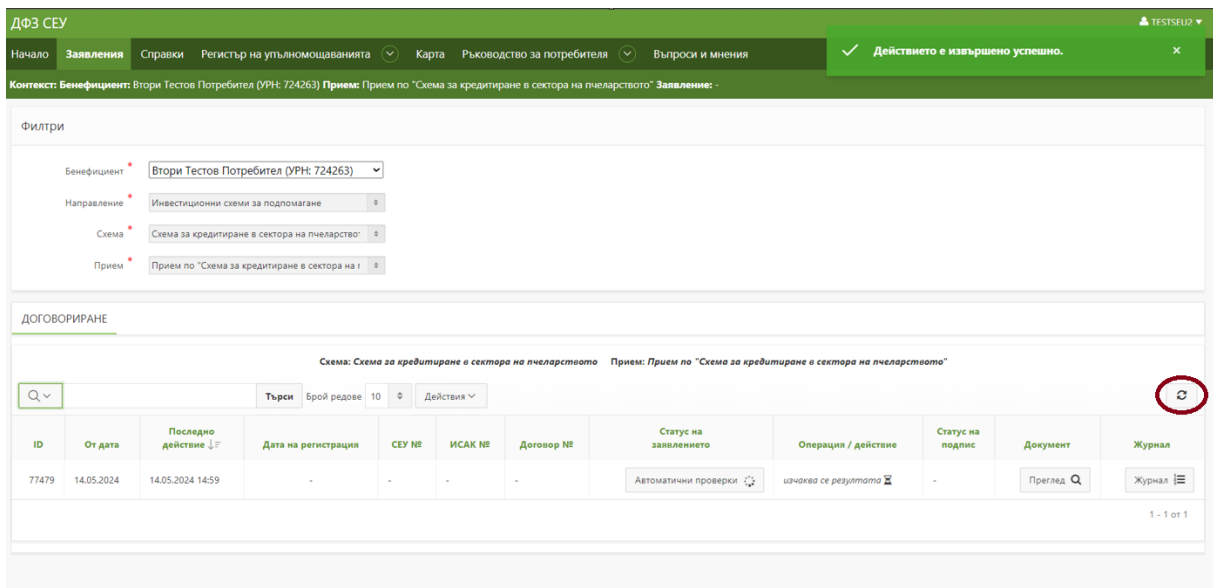 ДФЗ СЕУ
TESTSEU2
Начало Заявления Справки Регистър на упълномощаванията Карта Ръководство за потребителя Въпроси и мнения
Действието е извършено успешно.
Контекст: Бенефициент: Втори Тестов Потребител (УРН: 724263) Прием: Прием по "Схема за кредитиране в сектора на пчеларството" Заявление: -
Филтри
Бенефициент * Втори Тестов Потребител (УРН: 724263)
Направление * Инвестиционни схеми за подпомагане
Схема * Схема за кредитиране в сектора на пчеларствo
Прием * Прием по "Схема за кредитиране в сектора на
ДОГОВОРИРАНЕ
Схема: Схема за кредитиране в сектора на пчеларството Прием: Прием по "Схема за кредитиране в сектора на пчеларството"
Търси Брой редове 10 Действия
ID От дата Последно действие Дата на регистрация СЕУ № ИСАК № Договор № Статус на заявлението Операция / действие Статус на подпис Документ Журнал
77479 14.05.2024 14.05.2024 14:59 - - - - Автоматични проверки изчаква се резултата - Преглед Журнал
1 - 1 от 1